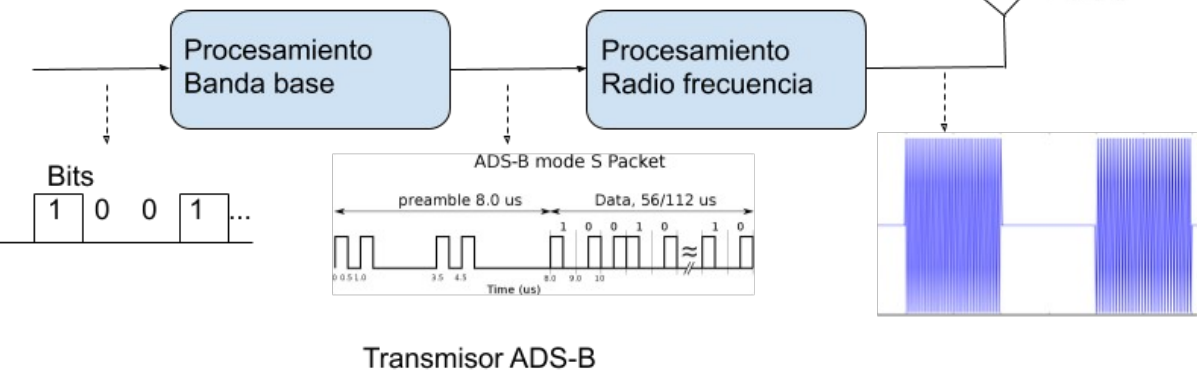 Procesamiento
Banda base
Procesamiento
Radio frecuencia
Bits
1 0 0 1 ...
ADS-B mode S Packet
preamble 8.0 us
Data, 56/112 us
1 0 0 1 0 1 0
0 0.5 1.0 3.5 4.5 8.0 9.0 10
Time (us)
Transmisor ADS-B